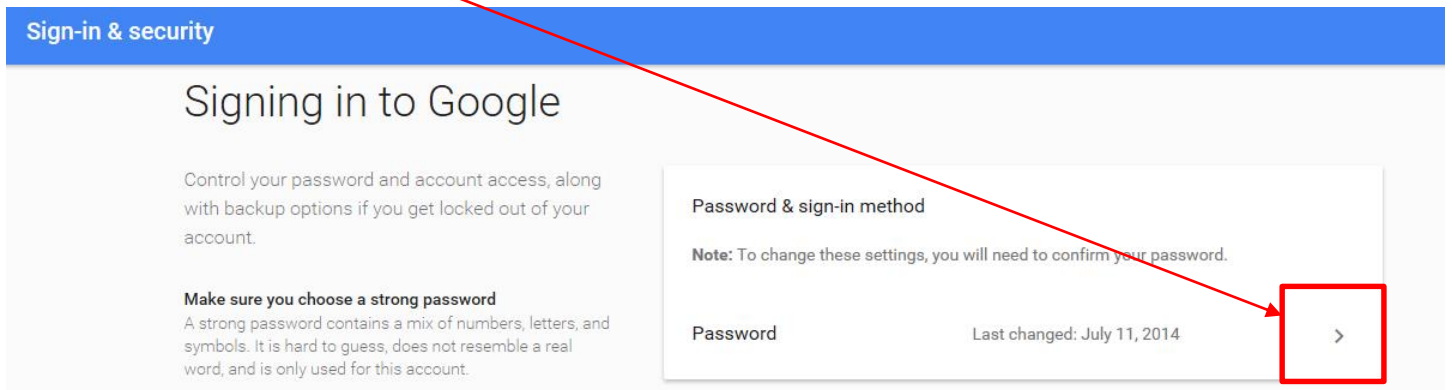 Sign-in & security
Signing in to Google
Control your password and account access, along
with backup options if you get locked out of your
account.
Make sure you choose a strong password
A strong password contains a mix of numbers, letters, and
symbols. It is hard to guess, does not resemble a real
word, and is only used for this account.
Password & sign-in method
Note: To change these settings, you will need to confirm your password.
Password Last changed: July 11, 2014